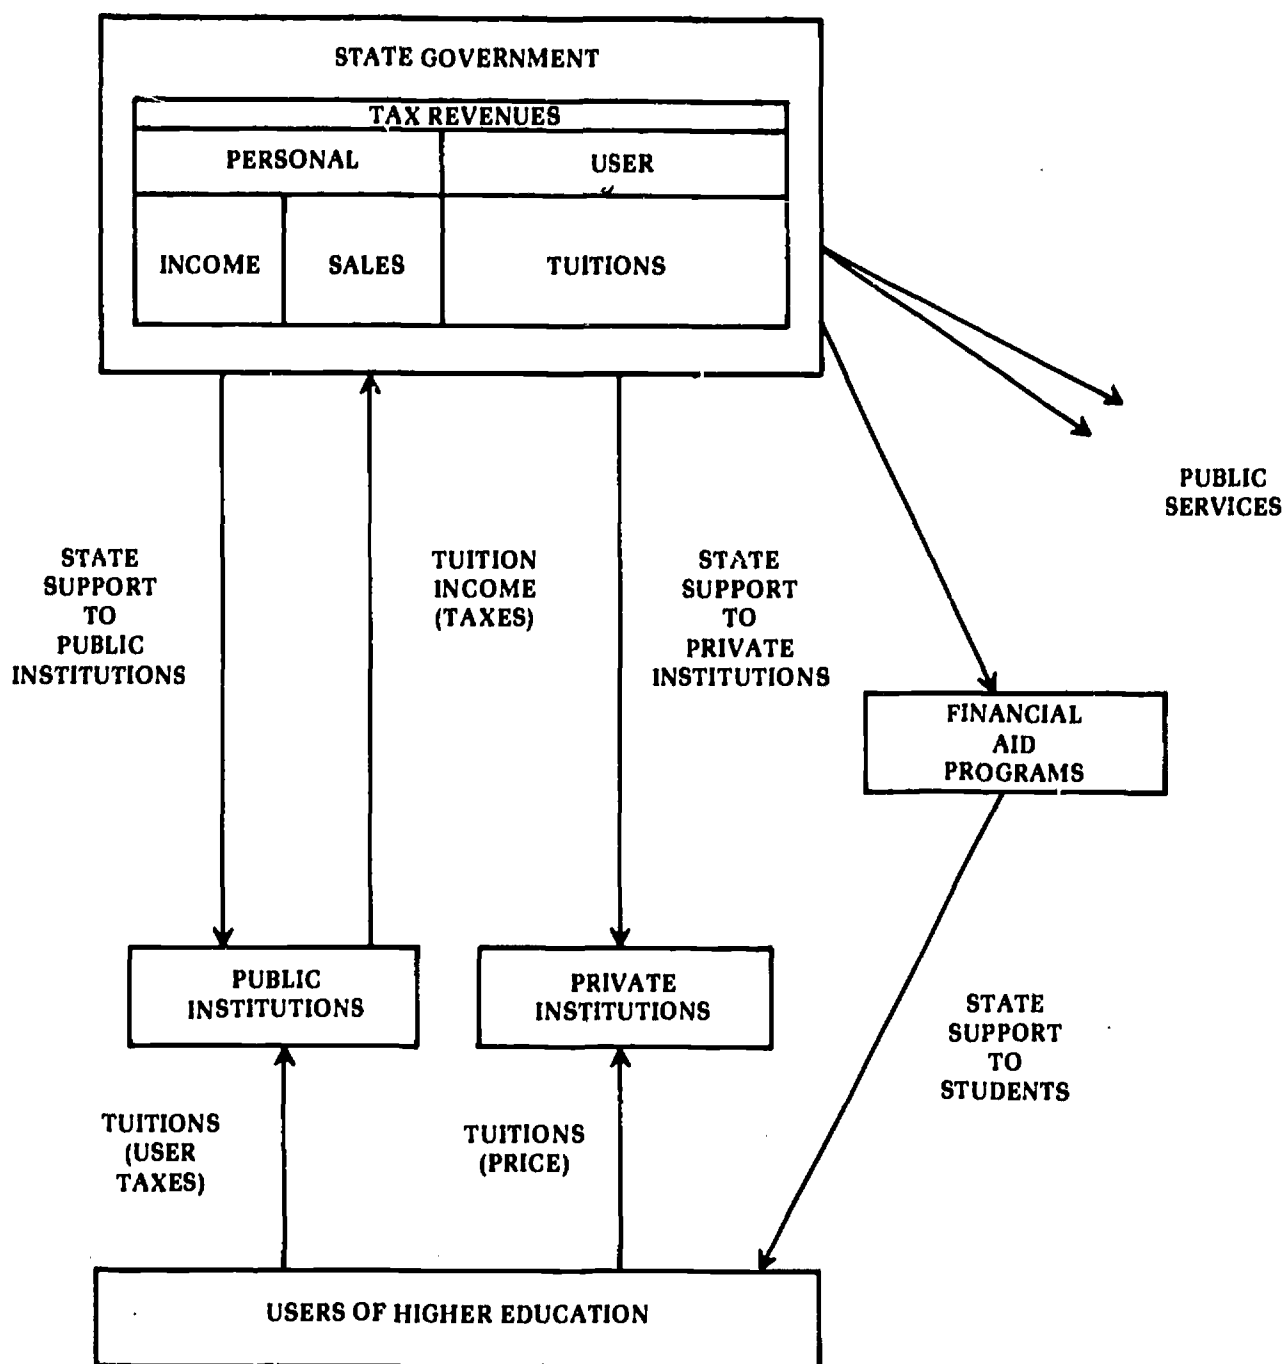 STATE GOVERNMENT
TAX REVENUES
PERSONAL
USER
INCOME
SALES
TUITIONS
PUBLIC
SERVICES
STATE
SUPPORT
TO
PUBLIC
INSTITUTIONS
TUITION
INCOME
(TAXES)
STATE
SUPPORT
TO
PRIVATE
INSTITUTIONS
FINANCIAL
AID
PROGRAMS
PUBLIC
INSTITUTIONS
PRIVATE
INSTITUTIONS
STATE
SUPPORT
TO
STUDENTS
TUITIONS
(USER
TAXES)
TUITIONS
(PRICE)
USERS OF HIGHER EDUCATION